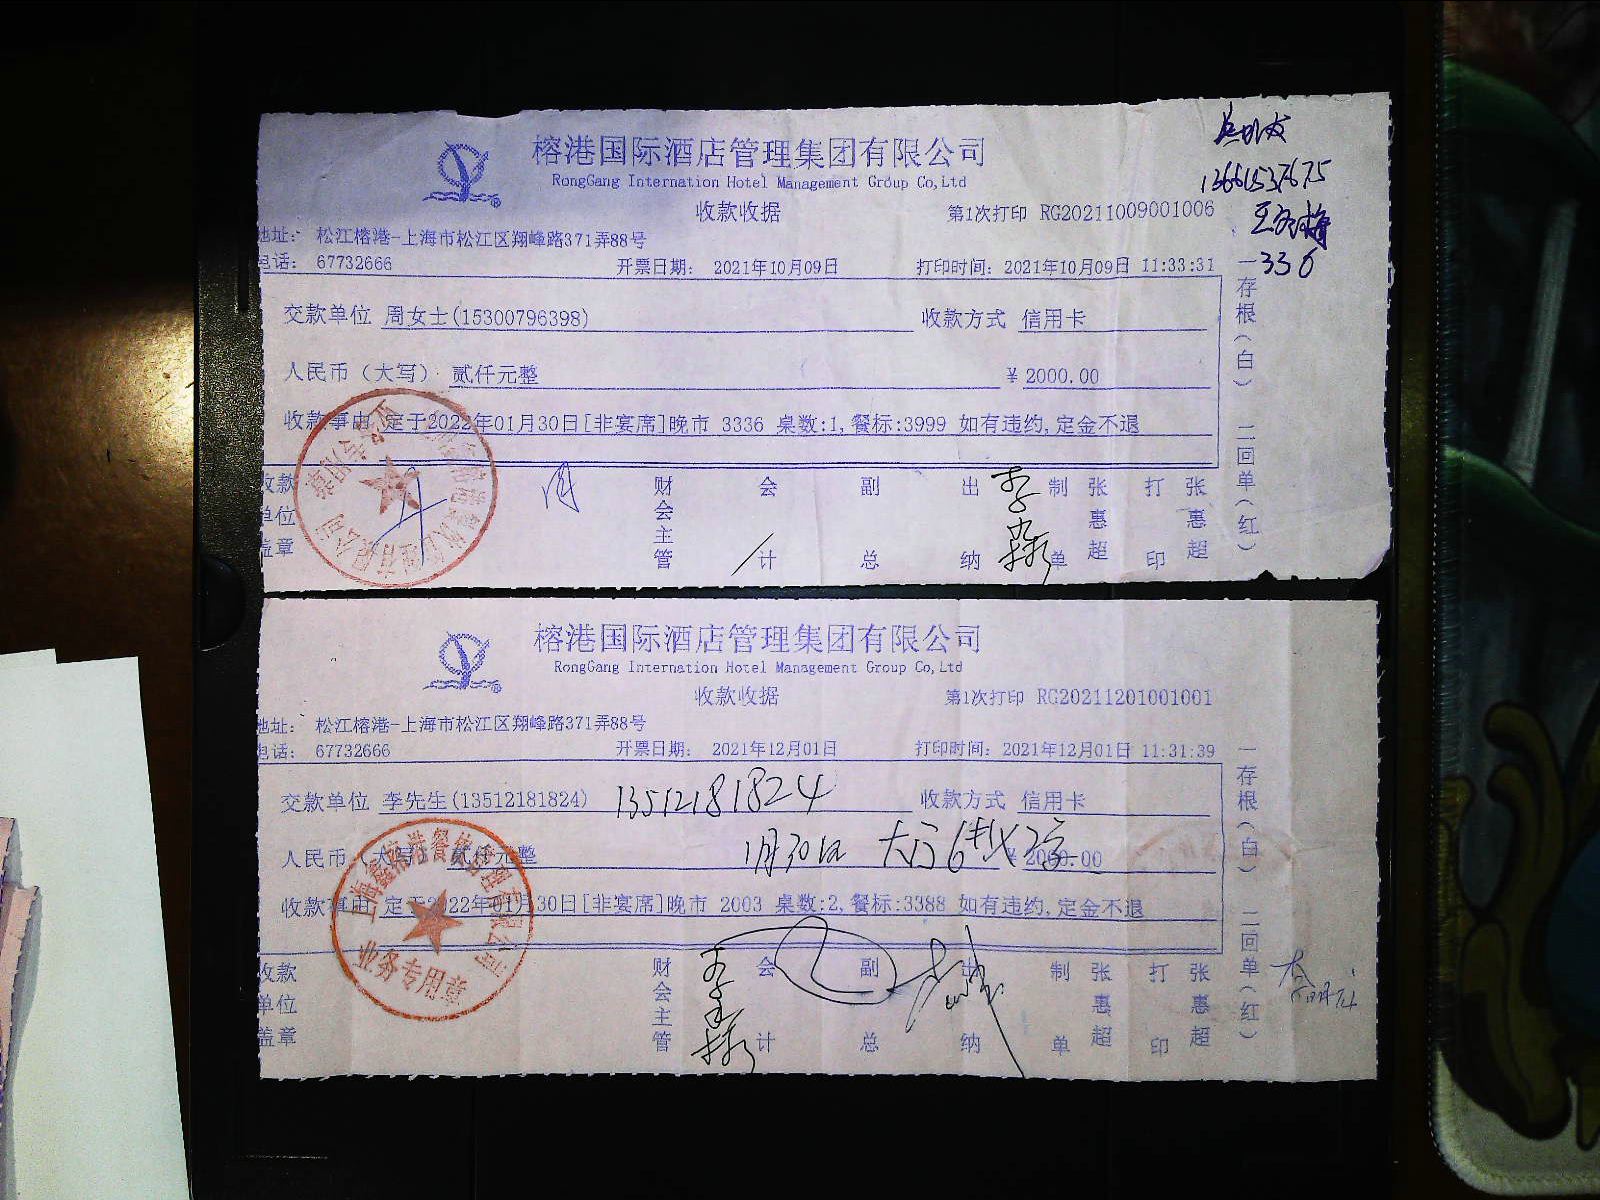 榕港国际酒店管理集团有限公司
RongGang Internation Hotel Management Group Co,Ltd
收款收据 第1次打印 RG20211009001006
13661537675
336
地址: 松江榕港-上海市松江区翔峰路371弄88号
电话: 67732666 开票日期: 2021年10月09日 打印时间: 2021年10月09日 11:33:31
交款单位 周女士(15300796398) 收款方式 信用卡
人民币(大写) 贰仟元整 ¥ 2000.00
收款事由 定于2022年01月30日[非宴席]晚市 3336 桌数:1,餐标:3999 如有违约,定金不退
收款单位盖章 财会主管 会计 副总 出纳 制单 张惠超 打印 张惠超
一存根(白) 二回单(红)
榕港国际酒店管理集团有限公司
RongGang Internation Hotel Management Group Co,Ltd
收款收据 第1次打印 RG20211201001001
地址: 松江榕港-上海市松江区翔峰路371弄88号
电话: 67732666 开票日期: 2021年12月01日 打印时间: 2021年12月01日 11:31:39
交款单位 李先生(13512181824) 13512181824 收款方式 信用卡
人民币(大写) 贰仟元整 1月30日 ¥ 2000.00
收款事由 定于2022年01月30日[非宴席]晚市 2003 桌数:2,餐标:3388 如有违约,定金不退
业务专用章
收款单位盖章 财会主管 会计 副总 出纳 制单 张惠超 打印 张惠超
一存根(白) 二回单(红)